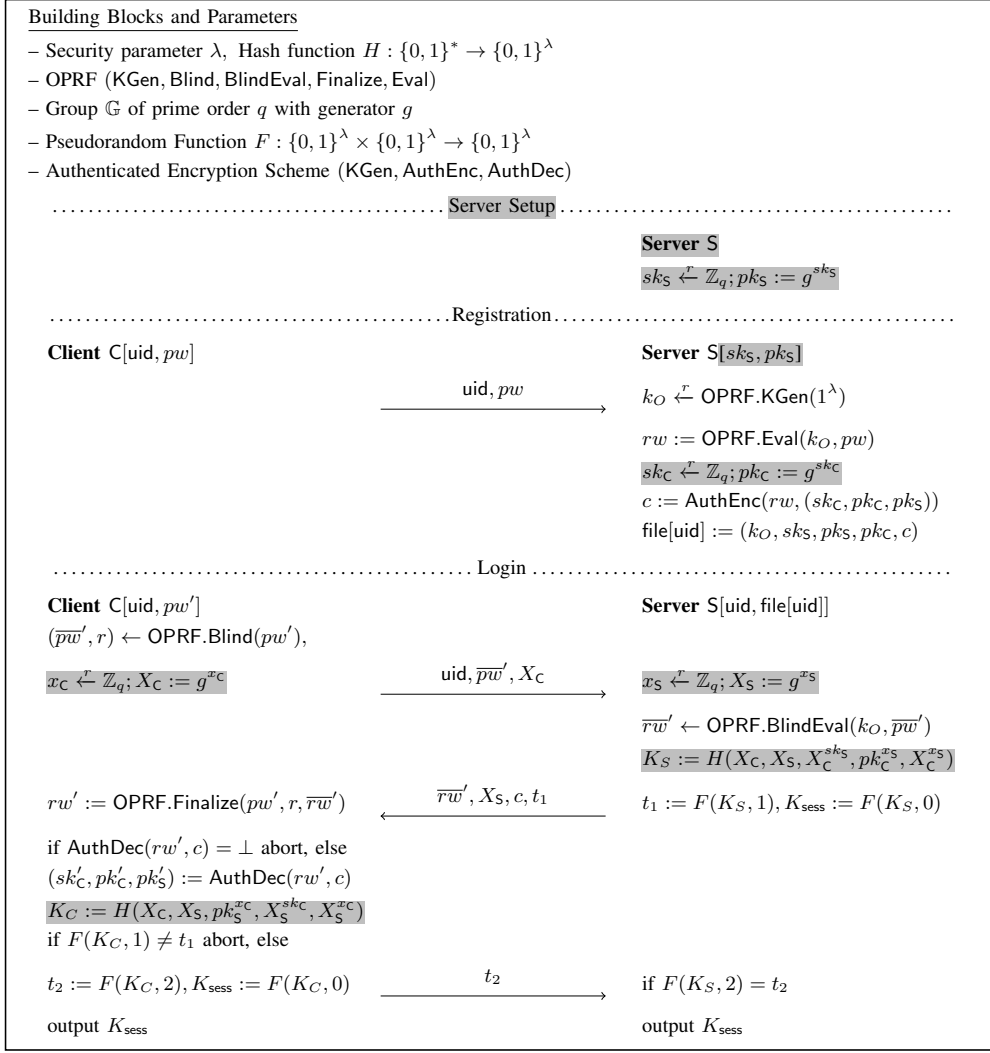 Building Blocks and Parameters
– Security parameter λ, Hash function H : {0, 1}* → {0, 1}^λ
– OPRF (KGen, Blind, BlindEval, Finalize, Eval)
– Group 𝔾 of prime order q with generator g
– Pseudorandom Function F : {0, 1}^λ × {0, 1}^λ → {0, 1}^λ
– Authenticated Encryption Scheme (KGen, AuthEnc, AuthDec)
Server Setup
Server S
sk_S ←^r ℤ_q; pk_S := g^{sk_S}
Registration
Client C[uid, pw] Server S[sk_S, pk_S]
uid, pw k_O ←^r OPRF.KGen(1^λ)
rw := OPRF.Eval(k_O, pw)
sk_C ←^r ℤ_q; pk_C := g^{sk_C}
c := AuthEnc(rw, (sk_C, pk_C, pk_S))
file[uid] := (k_O, sk_S, pk_S, pk_C, c)
Login
Client C[uid, pw′] Server S[uid, file[uid]]
(p̅w̅′, r) ← OPRF.Blind(pw′),
x_C ←^r ℤ_q; X_C := g^{x_C} uid, p̅w̅′, X_C x_S ←^r ℤ_q; X_S := g^{x_S}
r̅w̅′ ← OPRF.BlindEval(k_O, p̅w̅′)
K_S := H(X_C, X_S, X_C^{sk_S}, pk_C^{x_S}, X_C^{x_S})
rw′ := OPRF.Finalize(pw′, r, r̅w̅′) r̅w̅′, X_S, c, t_1 t_1 := F(K_S, 1), K_sess := F(K_S, 0)
if AuthDec(rw′, c) = ⊥ abort, else
(sk′_C, pk′_C, pk′_S) := AuthDec(rw′, c)
K_C := H(X_C, X_S, pk_S^{x_C}, X_S^{sk_C}, X_S^{x_C})
if F(K_C, 1) ≠ t_1 abort, else
t_2 := F(K_C, 2), K_sess := F(K_C, 0) t_2 if F(K_S, 2) = t_2
output K_sess output K_sess